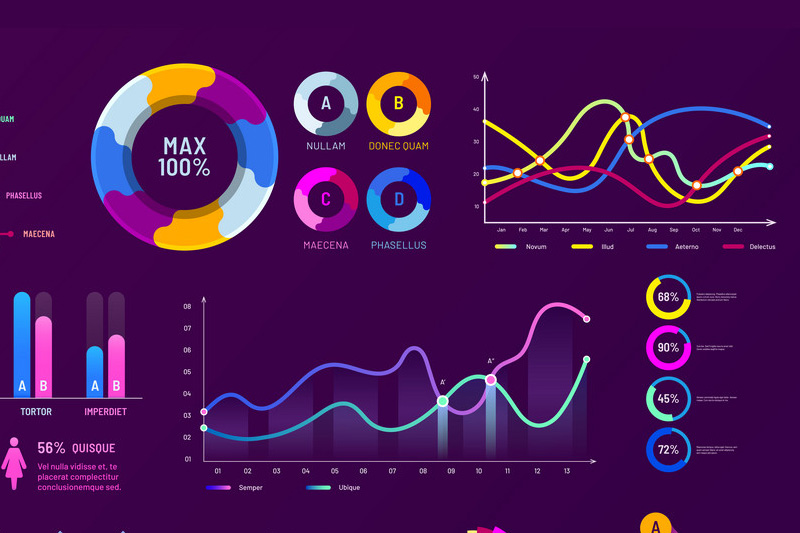 QUAM
LLAM
PHASELLUS
MAECENA
MAX
100%
A
NULLAM
B
DONEC QUAM
C
MAECENA
D
PHASELLUS
50
40
30
20
10
Jan Feb Mar Apr Jun Jul Aug Sep Oct Nov Dec
Novum Illud Aeterno Delectus
A B
TORTOR
A B
IMPERDIET
56% QUISQUE
Vel nulla vidisse et, te
placerat complectitur
conclusionemque sed.
08
07
06
05
04
03
02
01
A'
A"
01 02 03 04 05 06 07 08 09 10 11 12 13
Semper Ubique
68%
90%
45%
72%
A